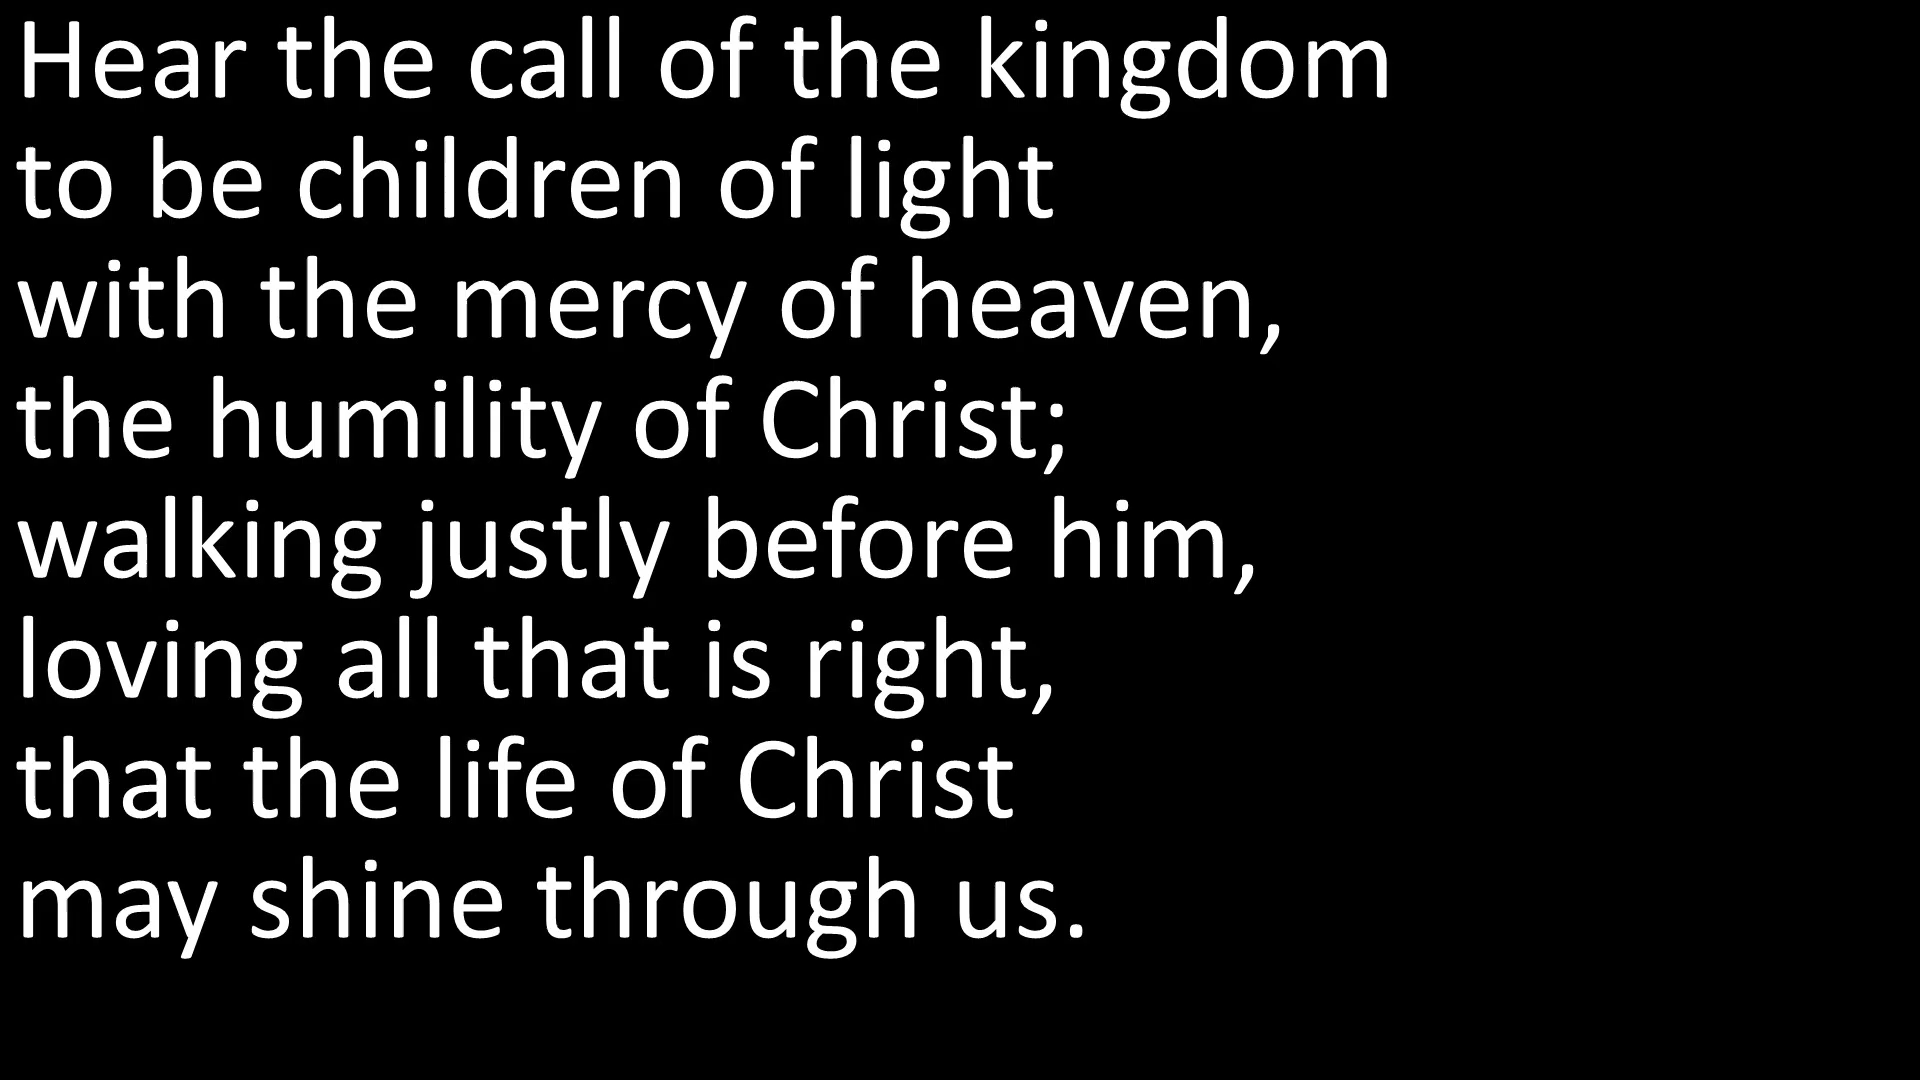 Hear the call of the kingdom
to be children of light
with the mercy of heaven,
the humility of Christ;
walking justly before him,
loving all that is right,
that the life of Christ
may shine through us.